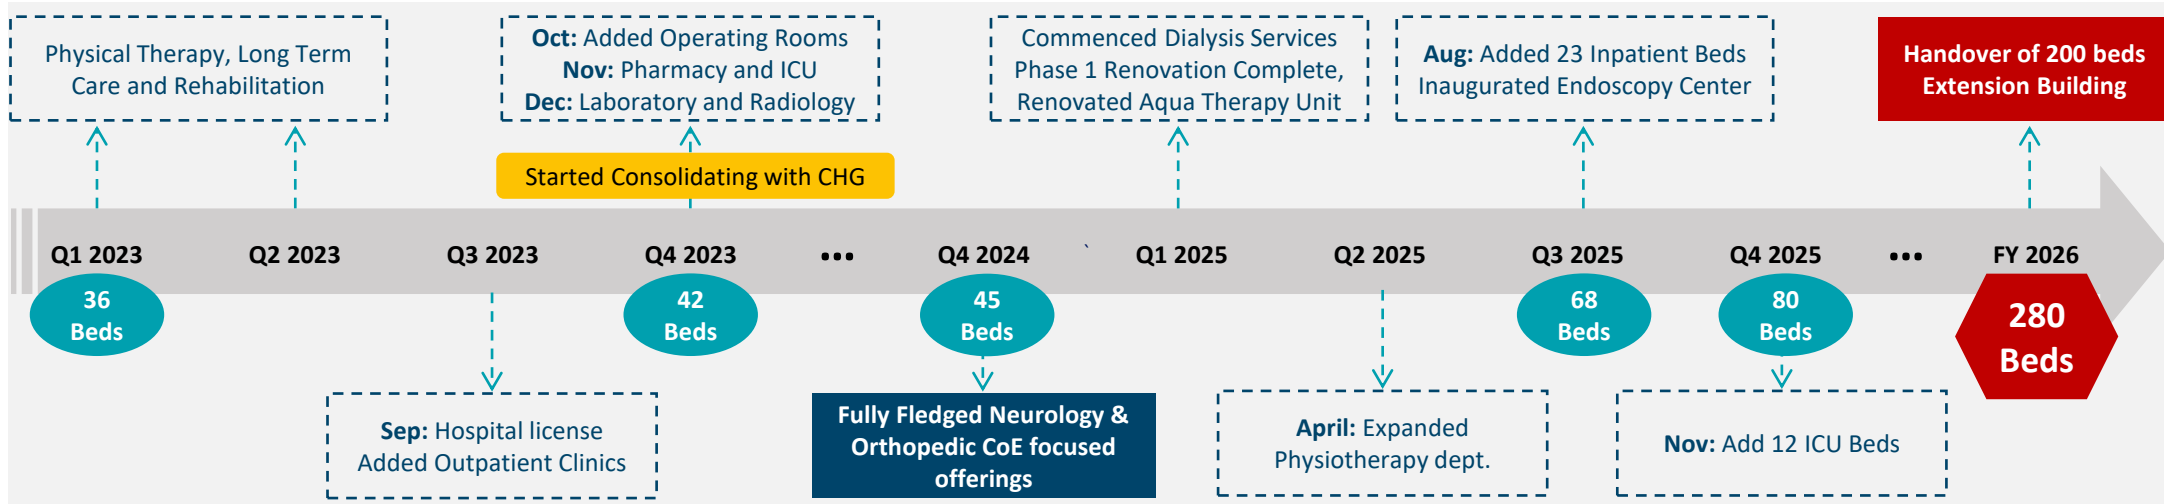 Physical Therapy, Long Term
Care and Rehabilitation
Oct: Added Operating Rooms
Nov: Pharmacy and ICU
Dec: Laboratory and Radiology
Commenced Dialysis Services
Phase 1 Renovation Complete,
Renovated Aqua Therapy Unit
Aug: Added 23 Inpatient Beds
Inaugurated Endoscopy Center
Handover of 200 beds
Extension Building
Started Consolidating with CHG
Q1 2023
Q2 2023
Q3 2023
Q4 2023
...
Q4 2024
`
Q1 2025
Q2 2025
Q3 2025
Q4 2025
...
FY 2026
36
Beds
42
Beds
45
Beds
68
Beds
80
Beds
280
Beds
Sep: Hospital license
Added Outpatient Clinics
Fully Fledged Neurology &
Orthopedic CoE focused
offerings
April: Expanded
Physiotherapy dept.
Nov: Add 12 ICU Beds